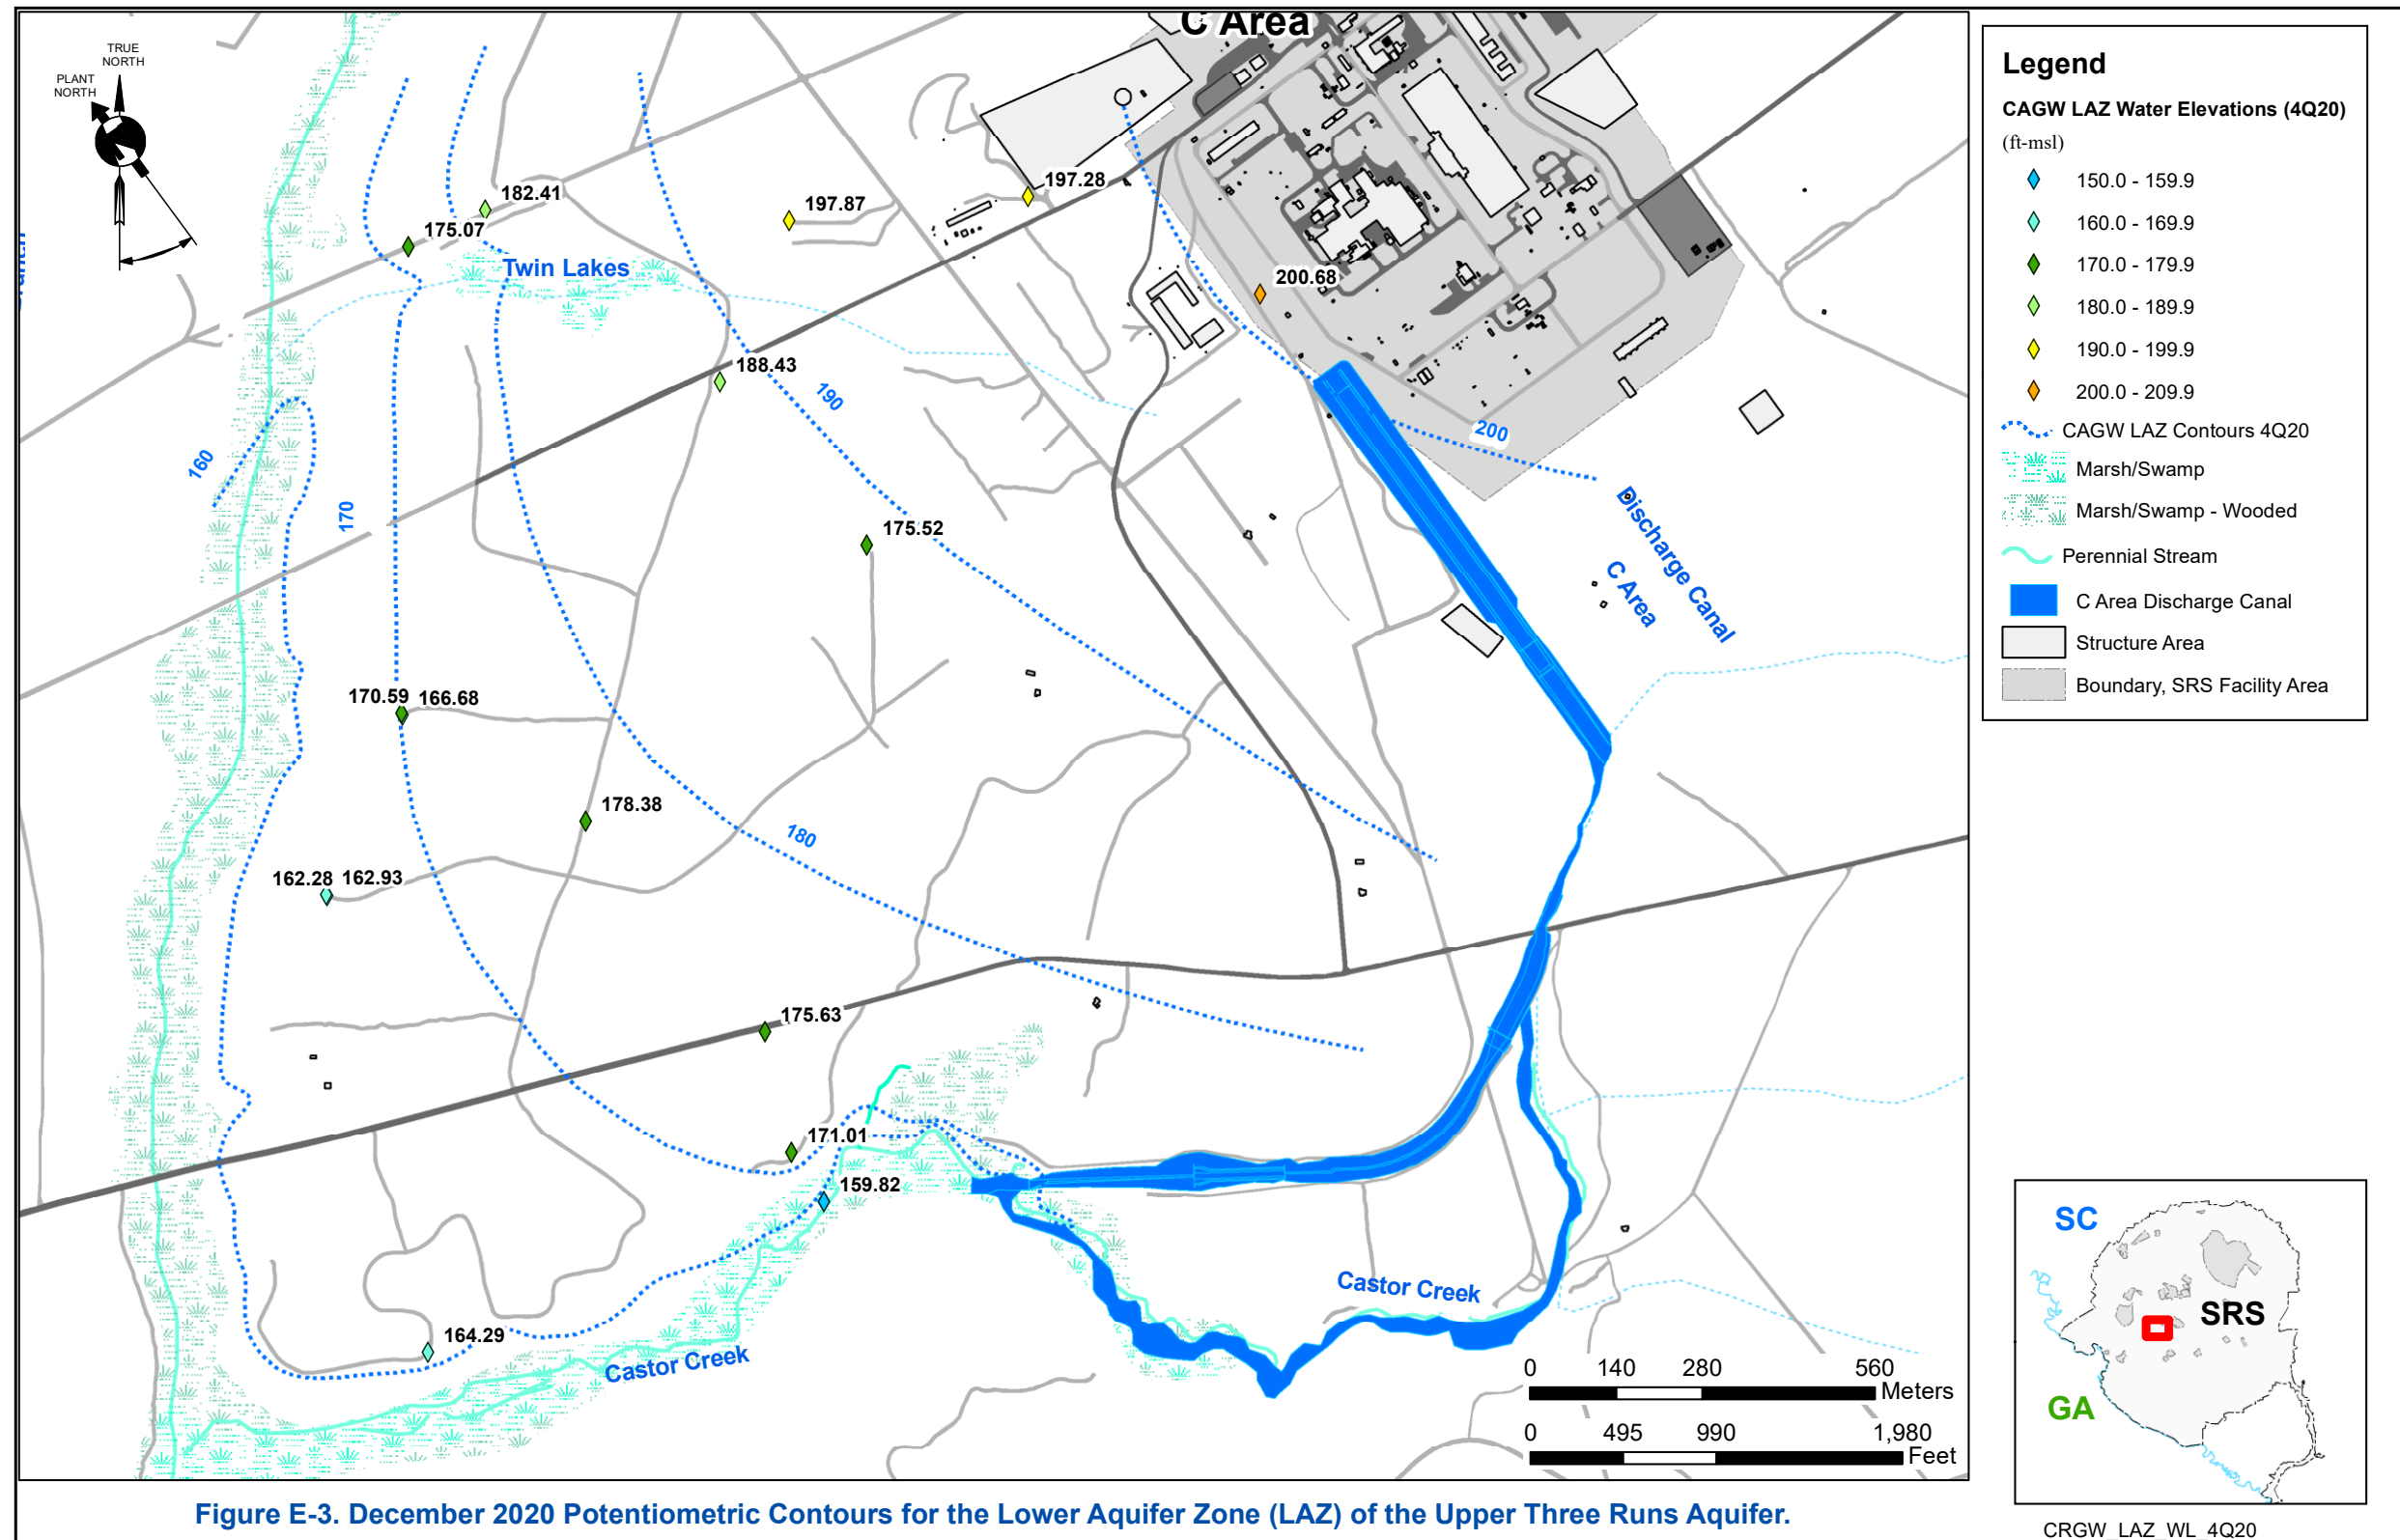 C Area
TRUE
NORTH
PLANT
NORTH
182.41
175.07
Twin Lakes
197.87
197.28
200.68
188.43
190
200
160
170
175.52
Discharge Canal
C Area
170.59 166.68
178.38
180
162.28 162.93
175.63
171.01
159.82
164.29
Castor Creek
Castor Creek
0 140 280 560
Meters
0 495 990 1,980
Feet
Legend
CAGW LAZ Water Elevations (4Q20)
(ft-msl)
150.0 - 159.9
160.0 - 169.9
170.0 - 179.9
180.0 - 189.9
190.0 - 199.9
200.0 - 209.9
CAGW LAZ Contours 4Q20
Marsh/Swamp
Marsh/Swamp - Wooded
Perennial Stream
C Area Discharge Canal
Structure Area
Boundary, SRS Facility Area
SC
SRS
GA
Figure E-3. December 2020 Potentiometric Contours for the Lower Aquifer Zone (LAZ) of the Upper Three Runs Aquifer.
CRGW_LAZ_WL_4Q20